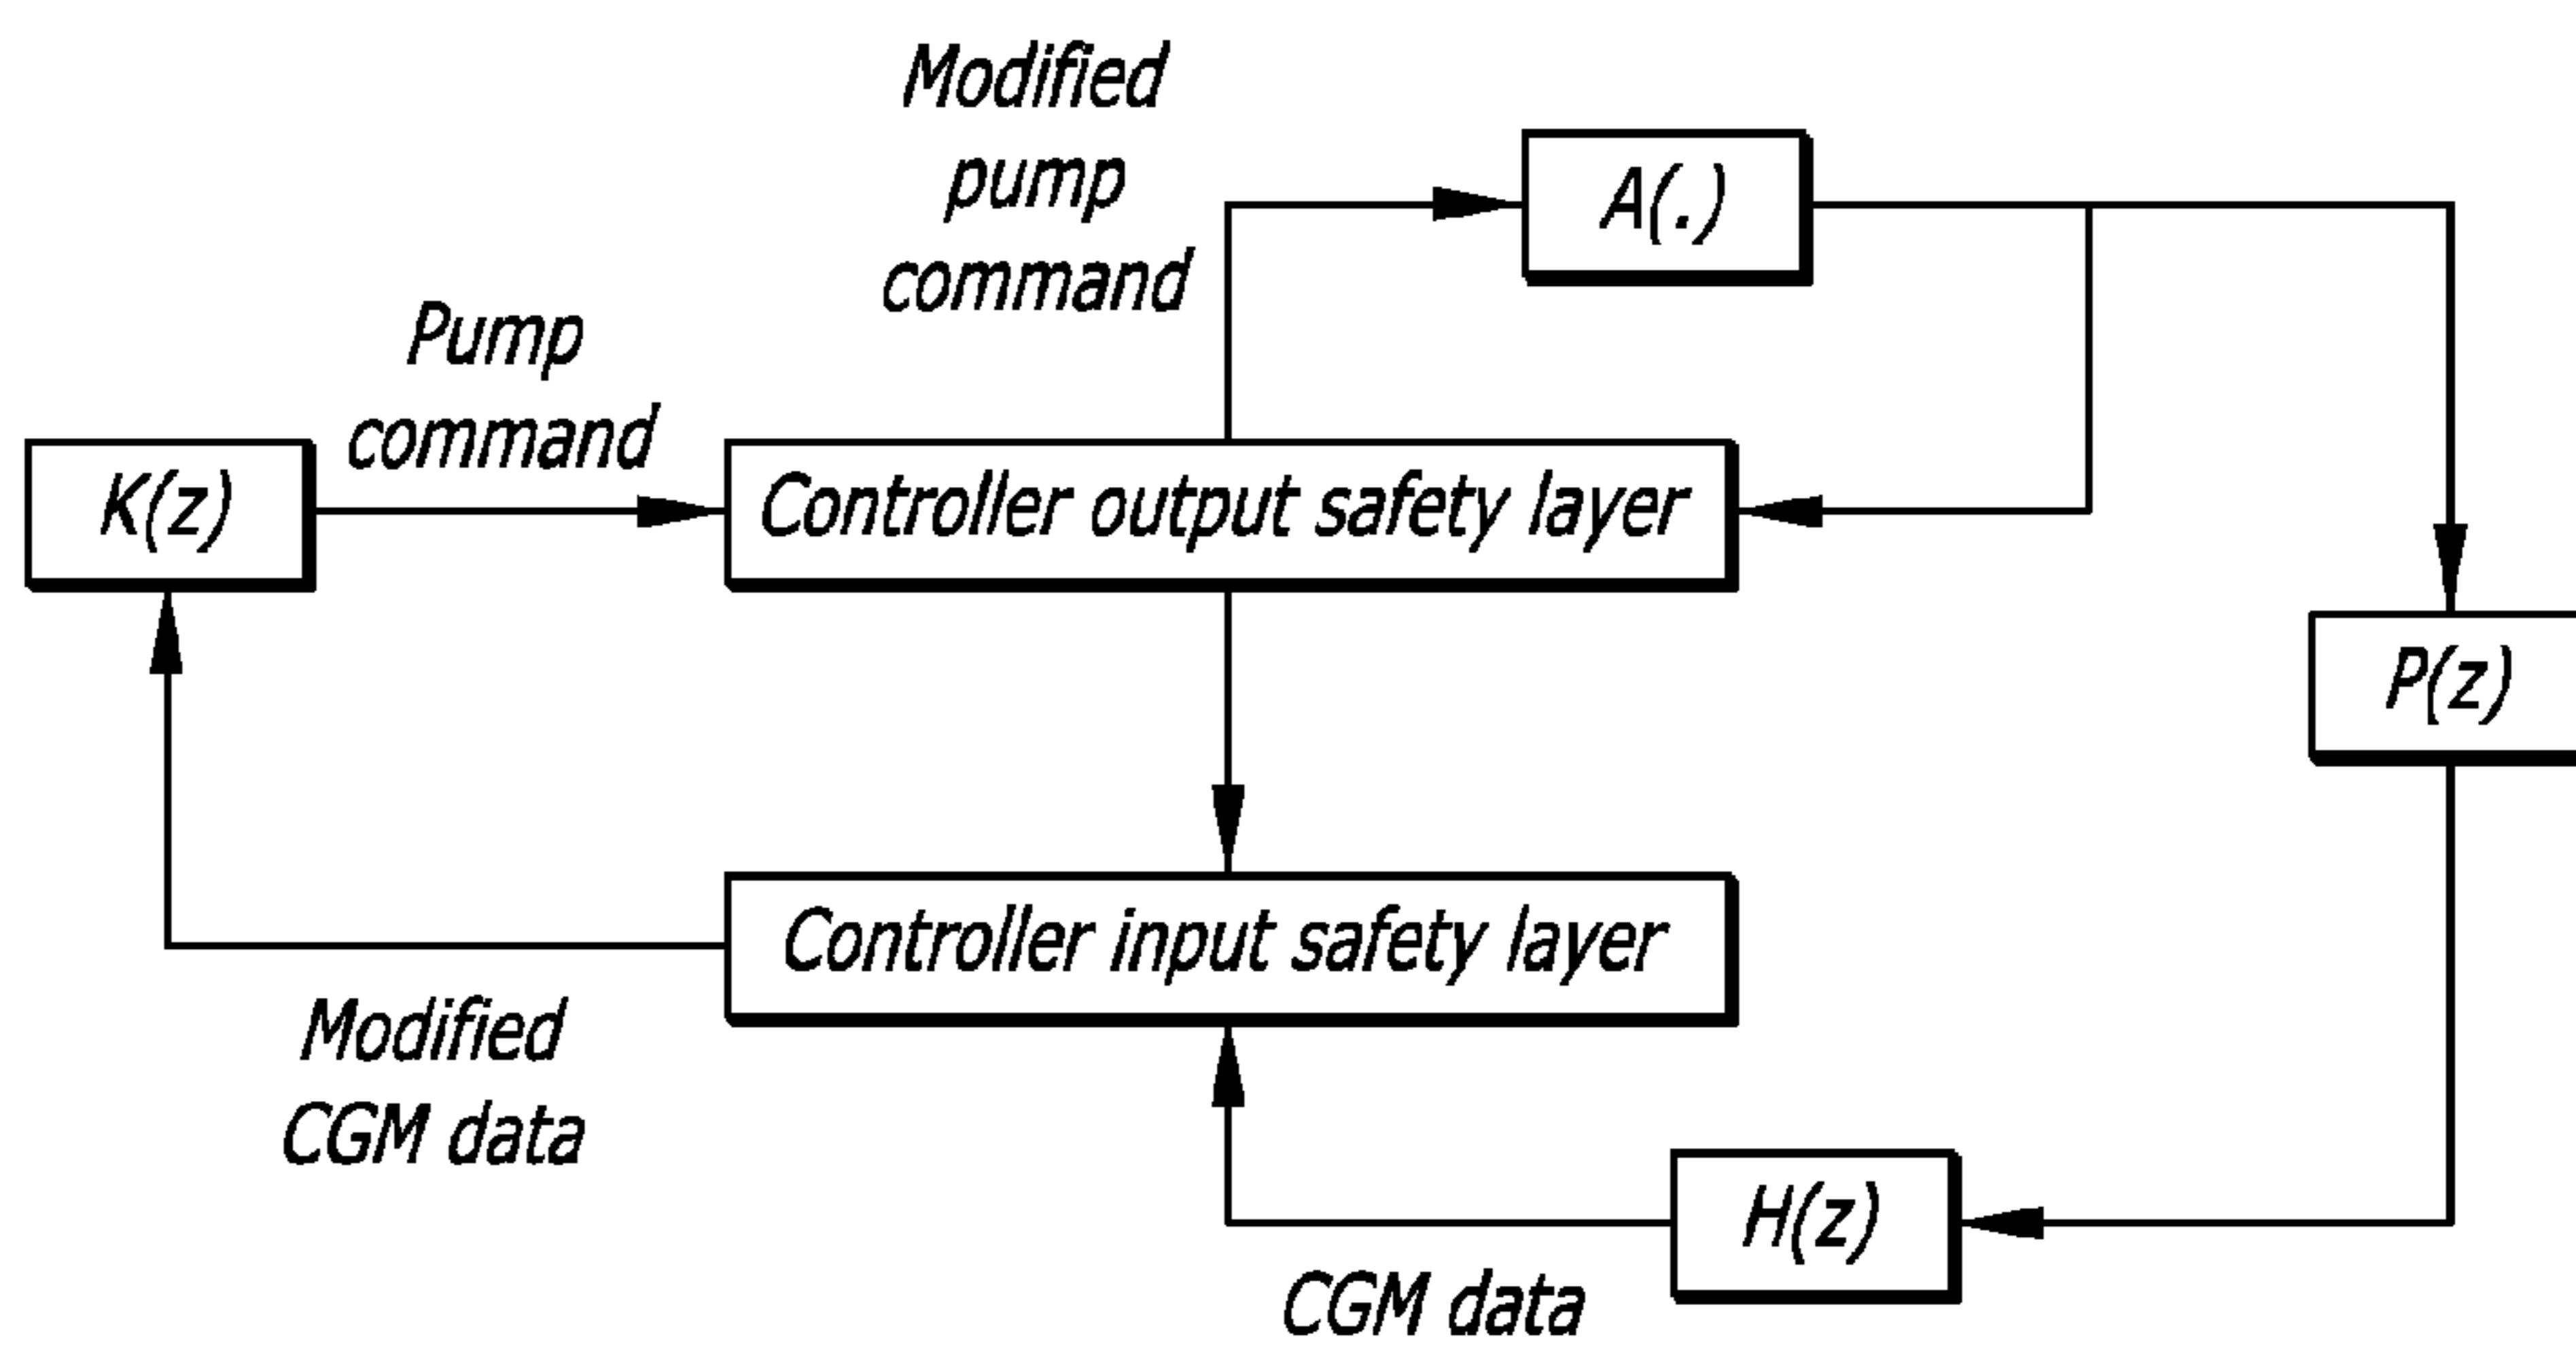 Modified
pump
command
A(.)
Pump
command
K(z)
Controller output safety layer
P(z)
Controller input safety layer
Modified
CGM data
H(z)
CGM data